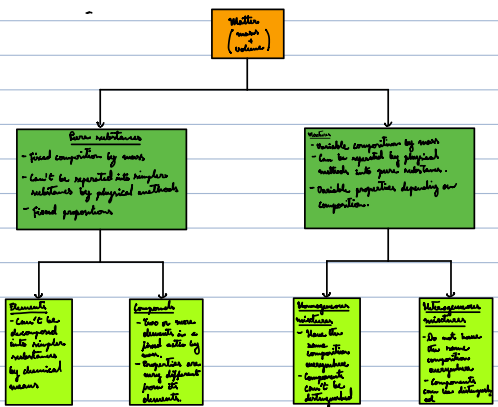 Matter
(mass
+
volume)
Pure substances
- Fixed composition by mass
- Can't be separated into simpler
substances by physical methods
- Fixed propositions
Mixtures
- Variable composition by mass
- Can be separated by physical
methods into pure substances.
- Variable properties depending on
composition.
Elements
- Can't be
decomposed
into simpler
substances
by chemical
means
Compounds
- Two or more
elements in a
fixed ratio by
mass.
- Properties are
very different
from its
elements
Homogeneous
mixtures
- Have the
same
composition
everywhere
- Components
can't be
distinguished
Heterogeneous
mixtures
- Do not have
the same
composition
everywhere
- Components
can be distinguish
ed